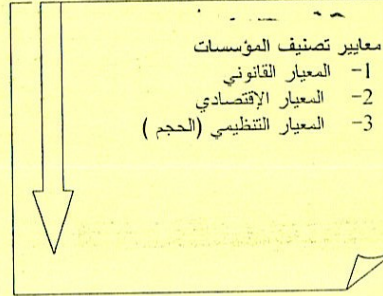 معايير تصنيف المؤسسات
1- المعيار القانوني
2- المعيار الإقتصادي
3- المعيار التنظيمي (الحجم )